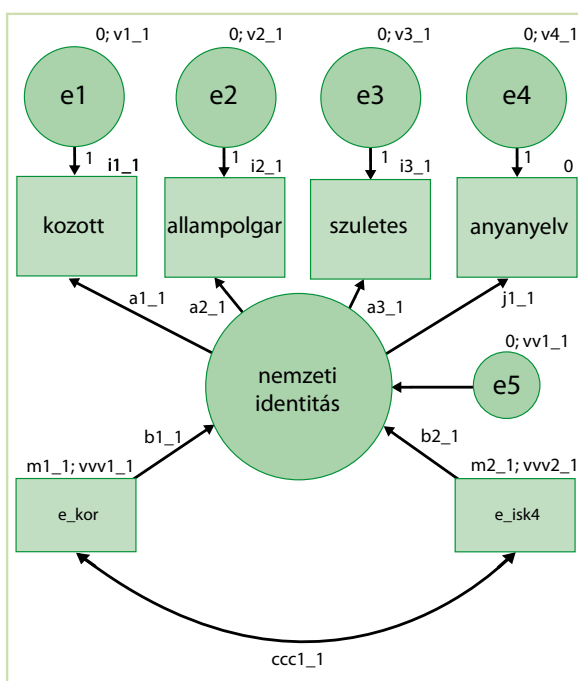 0; v1_1
0; v2_1
0; v3_1
0; v4_1
e1
e2
e3
e4
1
i1_1
1
i2_1
1
i3_1
1
0
kozott
allampolgar
szuletes
anyanyelv
a1_1
a2_1
a3_1
j1_1
nemzeti
identitás
0; vv1_1
e5
b1_1
b2_1
m1_1; vvv1_1
m2_1; vvv2_1
e_kor
e_isk4
ccc1_1